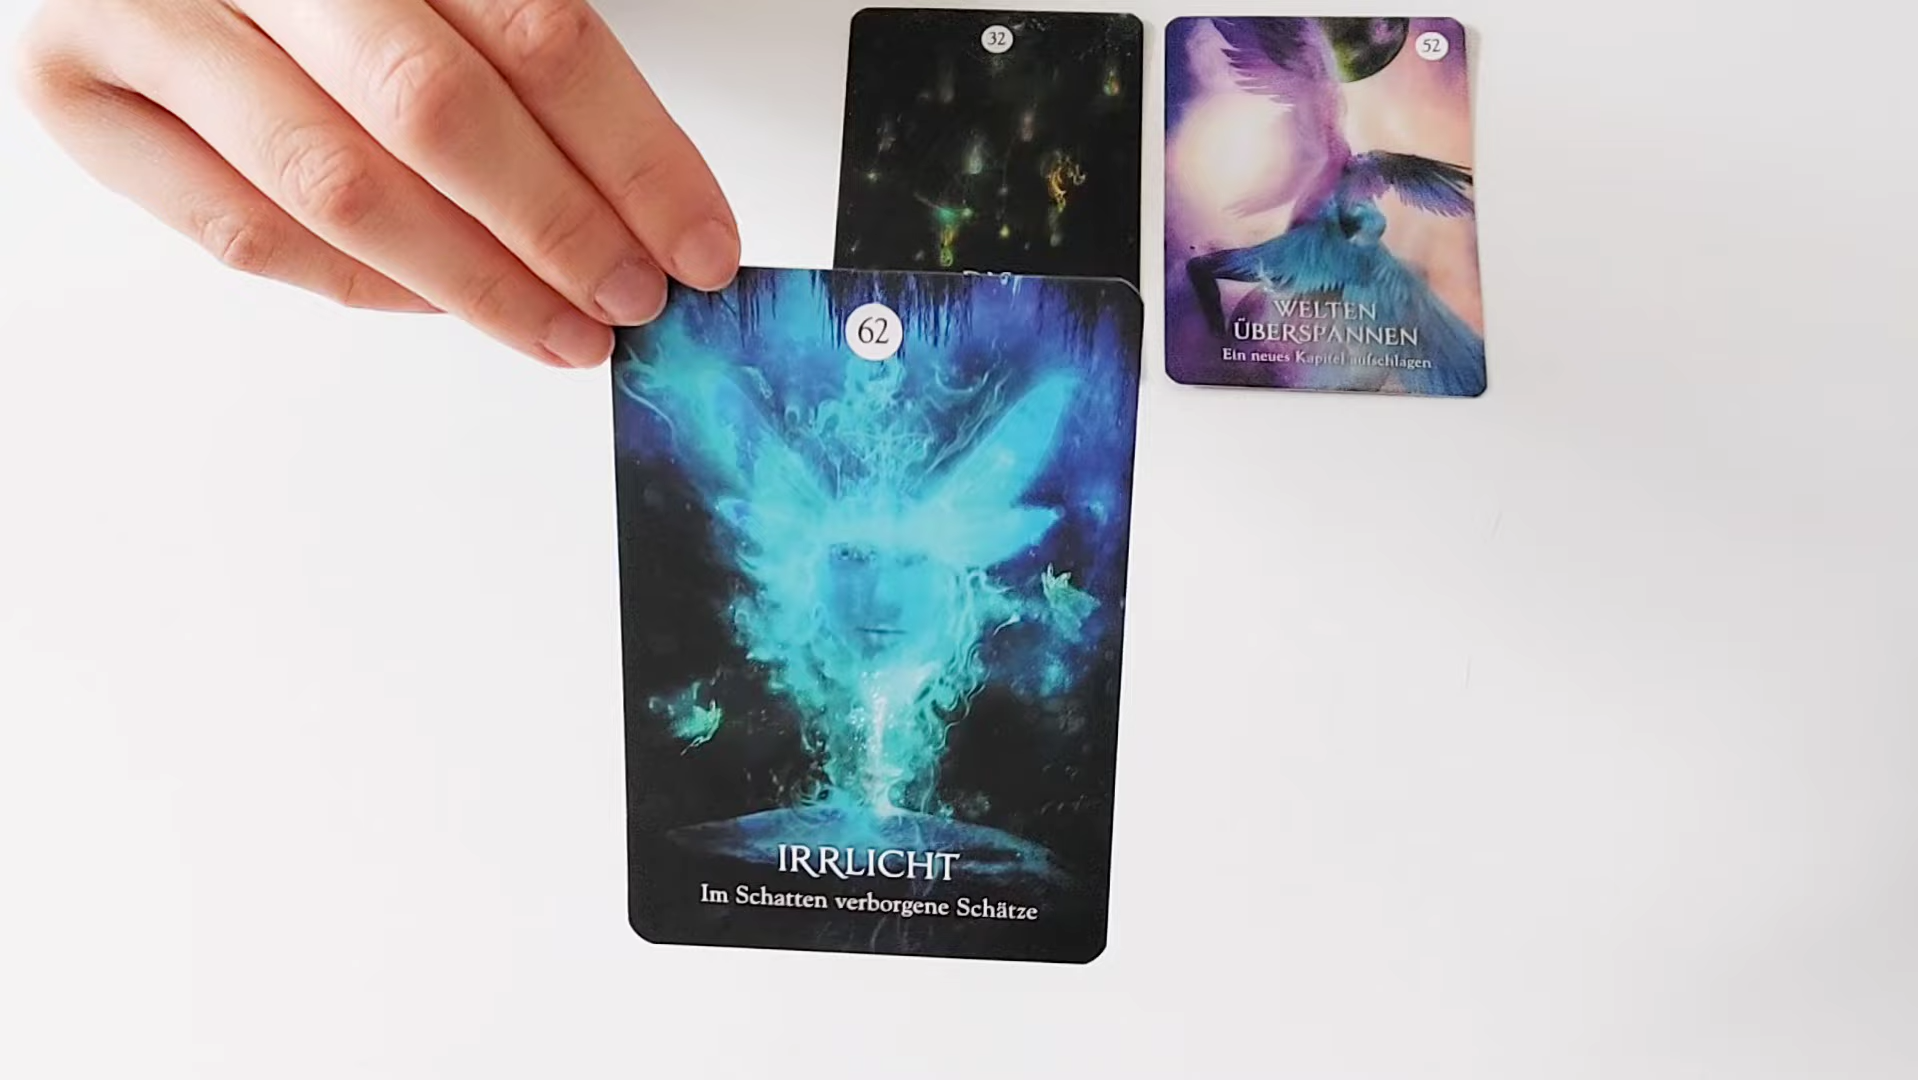 32
52
WELTEN
ÜBERSPANNEN
Ein neues Kapitel aufschlagen
62
IRRLICHT
Im Schatten verborgene Schätze